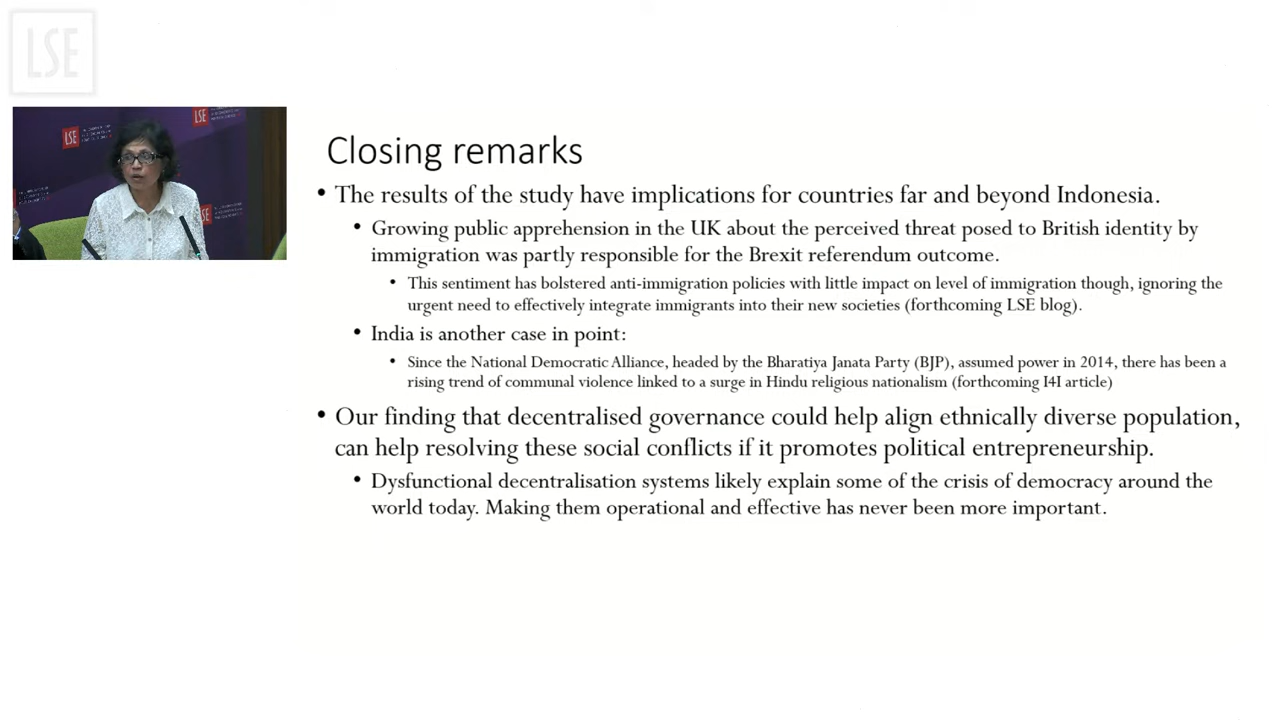 LSE
LSE
LSE
LSE
Closing remarks
• The results of the study have implications for countries far and beyond Indonesia.
• Growing public apprehension in the UK about the perceived threat posed to British identity by
immigration was partly responsible for the Brexit referendum outcome.
• This sentiment has bolstered anti-immigration policies with little impact on level of immigration though, ignoring the
urgent need to effectively integrate immigrants into their new societies (forthcoming LSE blog).
• India is another case in point:
• Since the National Democratic Alliance, headed by the Bharatiya Janata Party (BJP), assumed power in 2014, there has been a
rising trend of communal violence linked to a surge in Hindu religious nationalism (forthcoming I4I article)
• Our finding that decentralised governance could help align ethnically diverse population,
can help resolving these social conflicts if it promotes political entrepreneurship.
• Dysfunctional decentralisation systems likely explain some of the crisis of democracy around the
world today. Making them operational and effective has never been more important.